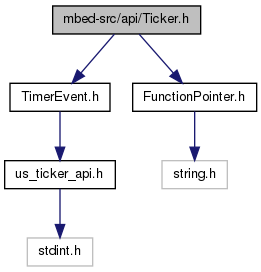 mbed-src/api/Ticker.h
TimerEvent.h
FunctionPointer.h
us_ticker_api.h
string.h
stdint.h